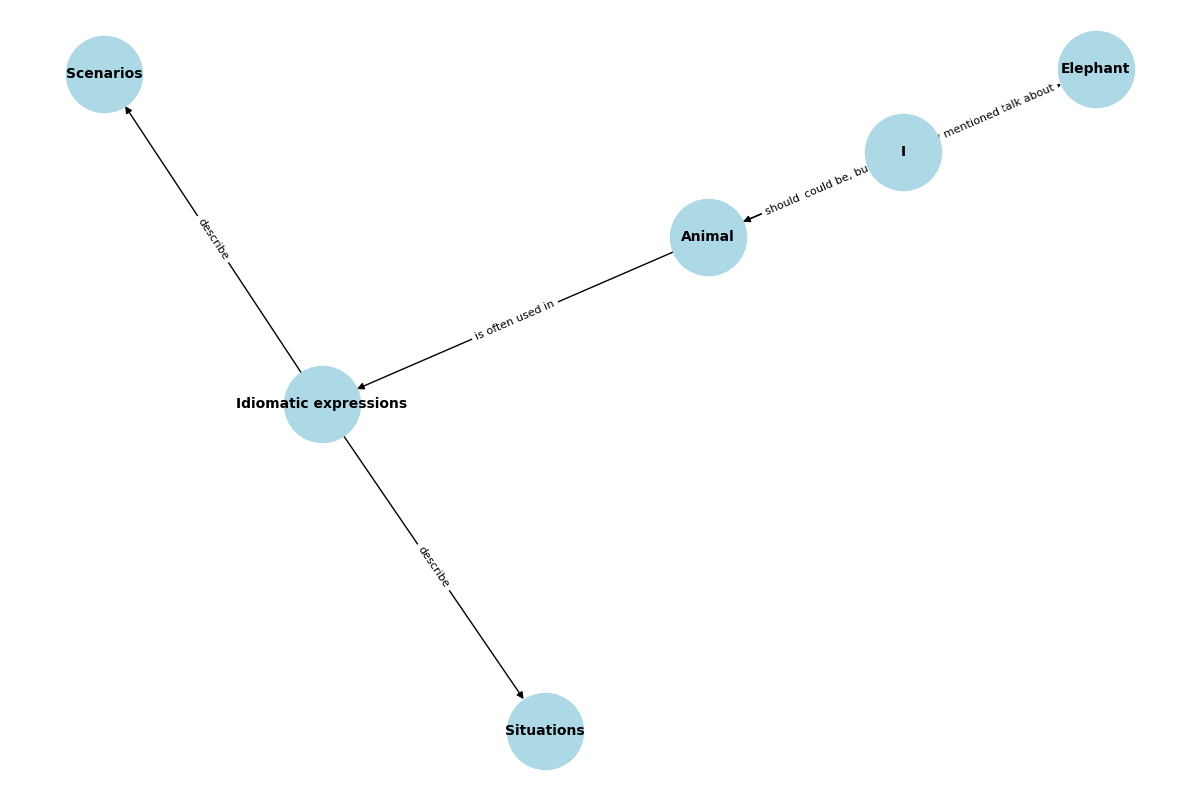 Scenarios
Elephant
mentioned
talk about
I
should
could be, bu
Animal
is often used in
describe
Idiomatic expressions
describe
Situations